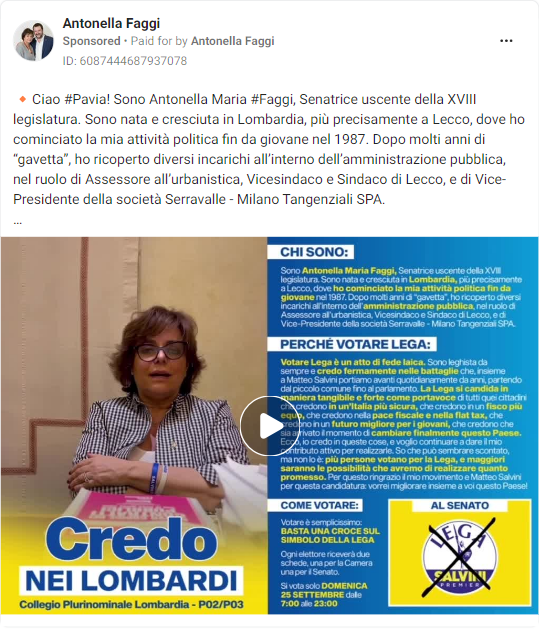 Antonella Faggi
Sponsored • Paid for by Antonella Faggi
ID: 6087444687937078
Ciao #Pavia! Sono Antonella Maria #Faggi, Senatrice uscente della XVIII
legislatura. Sono nata e cresciuta in Lombardia, più precisamente a Lecco, dove ho
cominciato la mia attività politica fin da giovane nel 1987. Dopo molti anni di
“gavetta”, ho ricoperto diversi incarichi all’interno dell’amministrazione pubblica,
nel ruolo di Assessore all’urbanistica, Vicesindaco e Sindaco di Lecco, e di Vice-
Presidente della società Serravalle - Milano Tangenziali SPA.
...
CHI SONO:
Sono Antonella Maria Faggi, Senatrice uscente della XVIII
legislatura. Sono nata e cresciuta in Lombardia, più precisamente
a Lecco, dove ho cominciato la mia attività politica fin da
giovane nel 1987. Dopo molti anni di “gavetta”, ho ricoperto diversi
incarichi all’interno dell’amministrazione pubblica, nel ruolo di
Assessore all’urbanistica, Vicesindaco e Sindaco di Lecco, e di
Vice-Presidente della società Serravalle - Milano Tangenziali SPA.
PERCHÉ VOTARE LEGA:
Votare Lega è un atto di fede laica. Sono leghista da
sempre e credo fermamente nelle battaglie che, insieme
a Matteo Salvini portiamo avanti quotidianamente da anni, partendo
dal piccolo comune fino al parlamento. La Lega si candida in
maniera tangibile e forte come portavoce di tutti quei cittadini
che credono in un’Italia più sicura, che credono in un fisco più
equo, che credono nella pace fiscale e nella flat tax, che
credono in un futuro migliore per i giovani, che credono che
sia arrivato il momento di cambiare finalmente questo Paese.
Ecco, io credo in queste cose, e voglio continuare a dare il mio
contributo attivo per realizzarle. So che può sembrare scontato,
ma non lo è: più persone votano per la Lega, e maggiori
saranno le possibilità che avremo di realizzare quanto
promesso. Per questo ringrazio il mio movimento e Matteo Salvini
per questa candidatura: vorrei migliorare insieme a voi questo Paese!
COME VOTARE:
Votare è semplicissimo:
BASTA UNA CROCE SUL
SIMBOLO DELLA LEGA
Ogni elettore riceverà due
schede, una per la Camera
una per il Senato.
Si vota solo DOMENICA
25 SETTEMBRE dalle
7:00 alle 23:00
AL SENATO
LEGA
SALVINI
PREMIER
Credo
NEI LOMBARDI
Collegio Plurinominale Lombardia - P02/P03